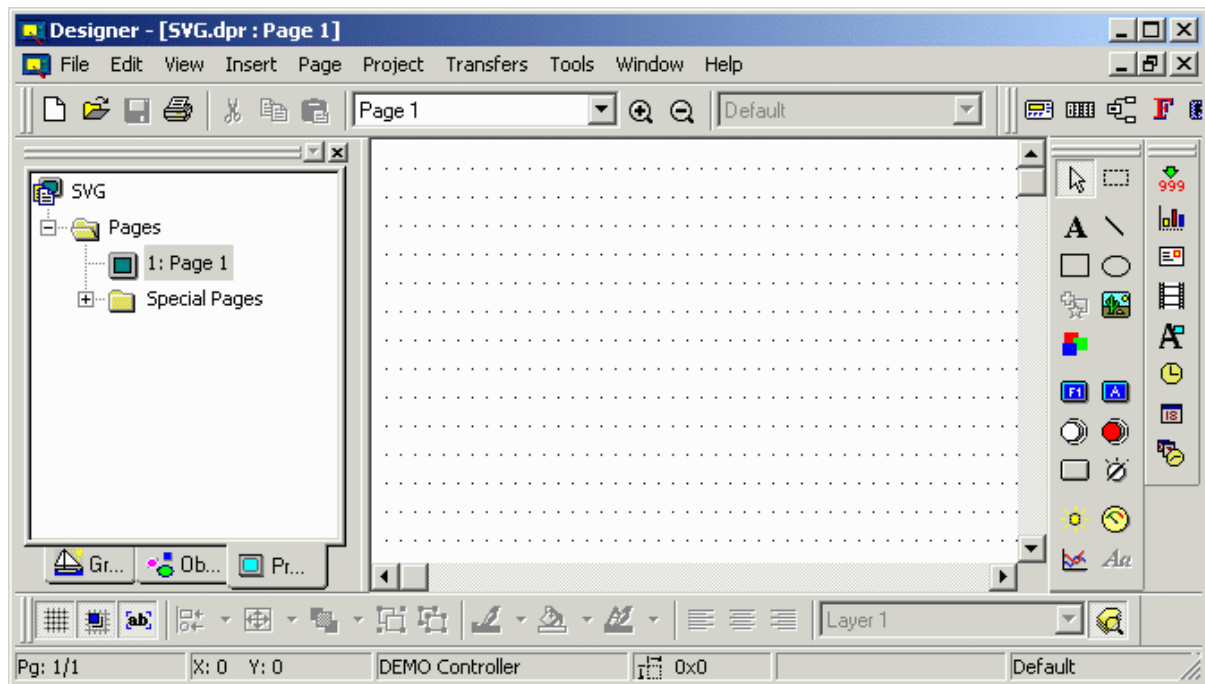 Designer - [SVG.dpr : Page 1]
File Edit View Insert Page Project Transfers Tools Window Help
Page 1 Default F
SVG
Pages
1: Page 1
Special Pages
999
A
A
F1 A
18
Aa
Gr... Ob... Pr...
ab Layer 1
Pg: 1/1 X: 0 Y: 0 DEMO Controller 0x0 Default